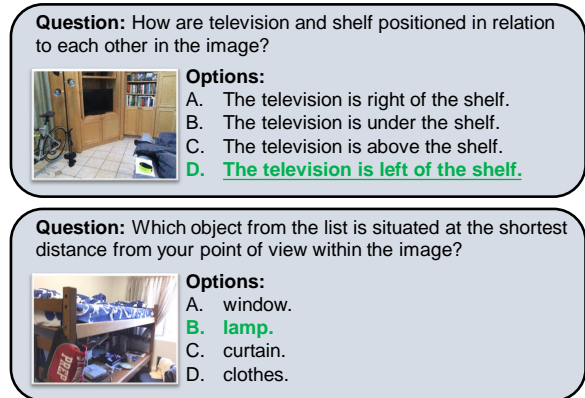 Question: How are television and shelf positioned in relation
to each other in the image?
Options:
A. The television is right of the shelf.
B. The television is under the shelf.
C. The television is above the shelf.
D. The television is left of the shelf.
Question: Which object from the list is situated at the shortest
distance from your point of view within the image?
Options:
A. window.
B. lamp.
C. curtain.
D. clothes.
PREP